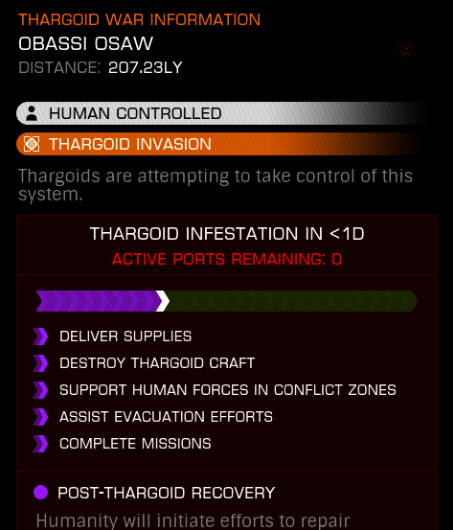 THARGOID WAR INFORMATION
OBASSI OSAW
DISTANCE: 207.23LY
HUMAN CONTROLLED
THARGOID INVASION
Thargoids are attempting to take control of this
system.
THARGOID INFESTATION IN <1D
ACTIVE PORTS REMAINING: 0
DELIVER SUPPLIES
DESTROY THARGOID CRAFT
SUPPORT HUMAN FORCES IN CONFLICT ZONES
ASSIST EVACUATION EFFORTS
COMPLETE MISSIONS
POST-THARGOID RECOVERY
Humanity will initiate efforts to repair